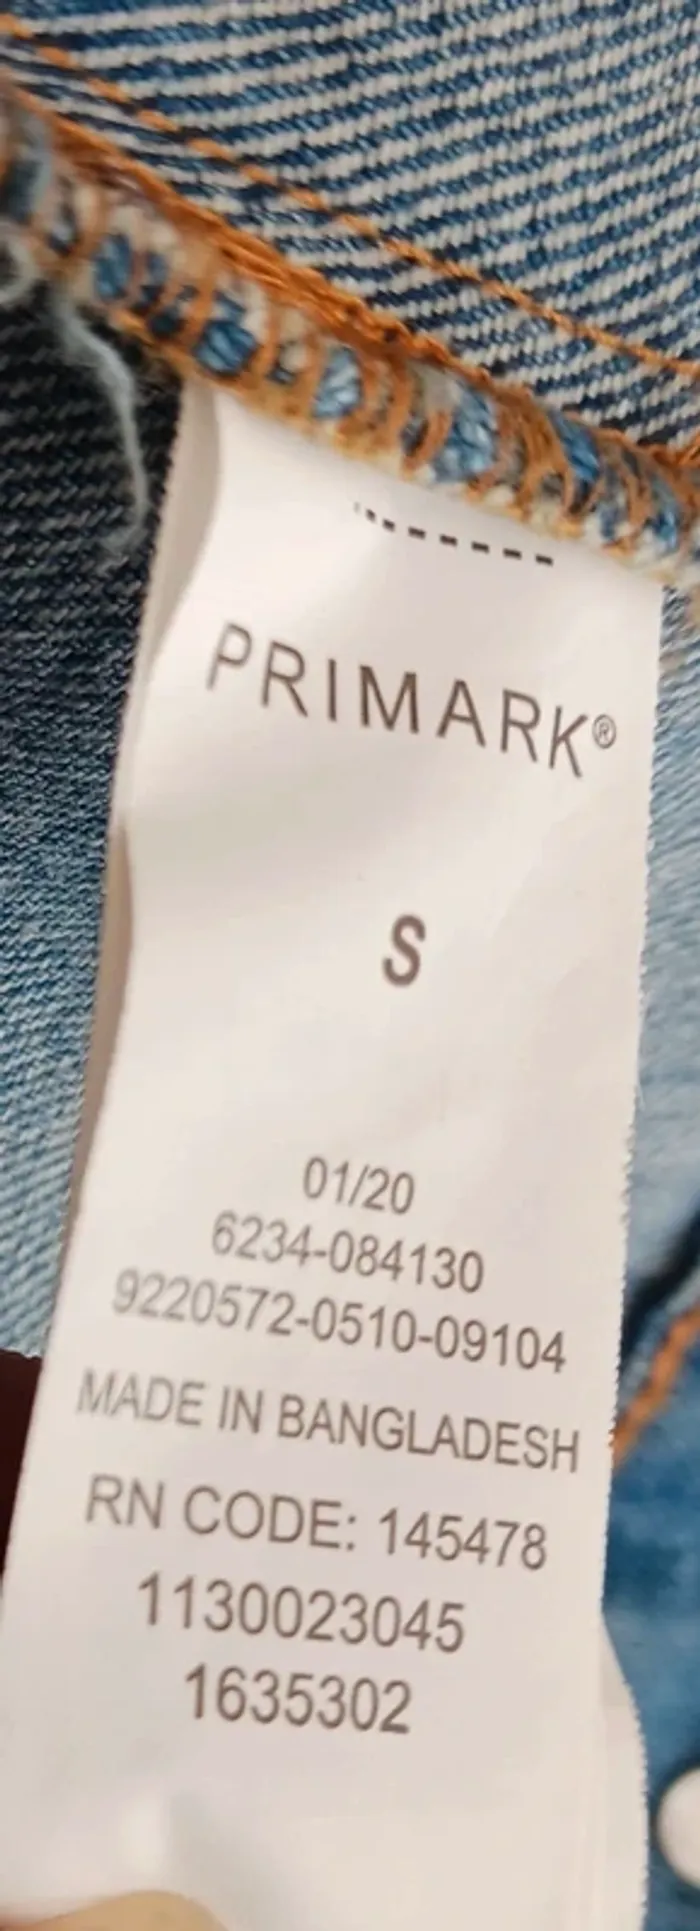 PRIMARK®
S
01/20
6234-084130
9220572-0510-09104
MADE IN BANGLADESH
RN CODE: 145478
1130023045
1635302